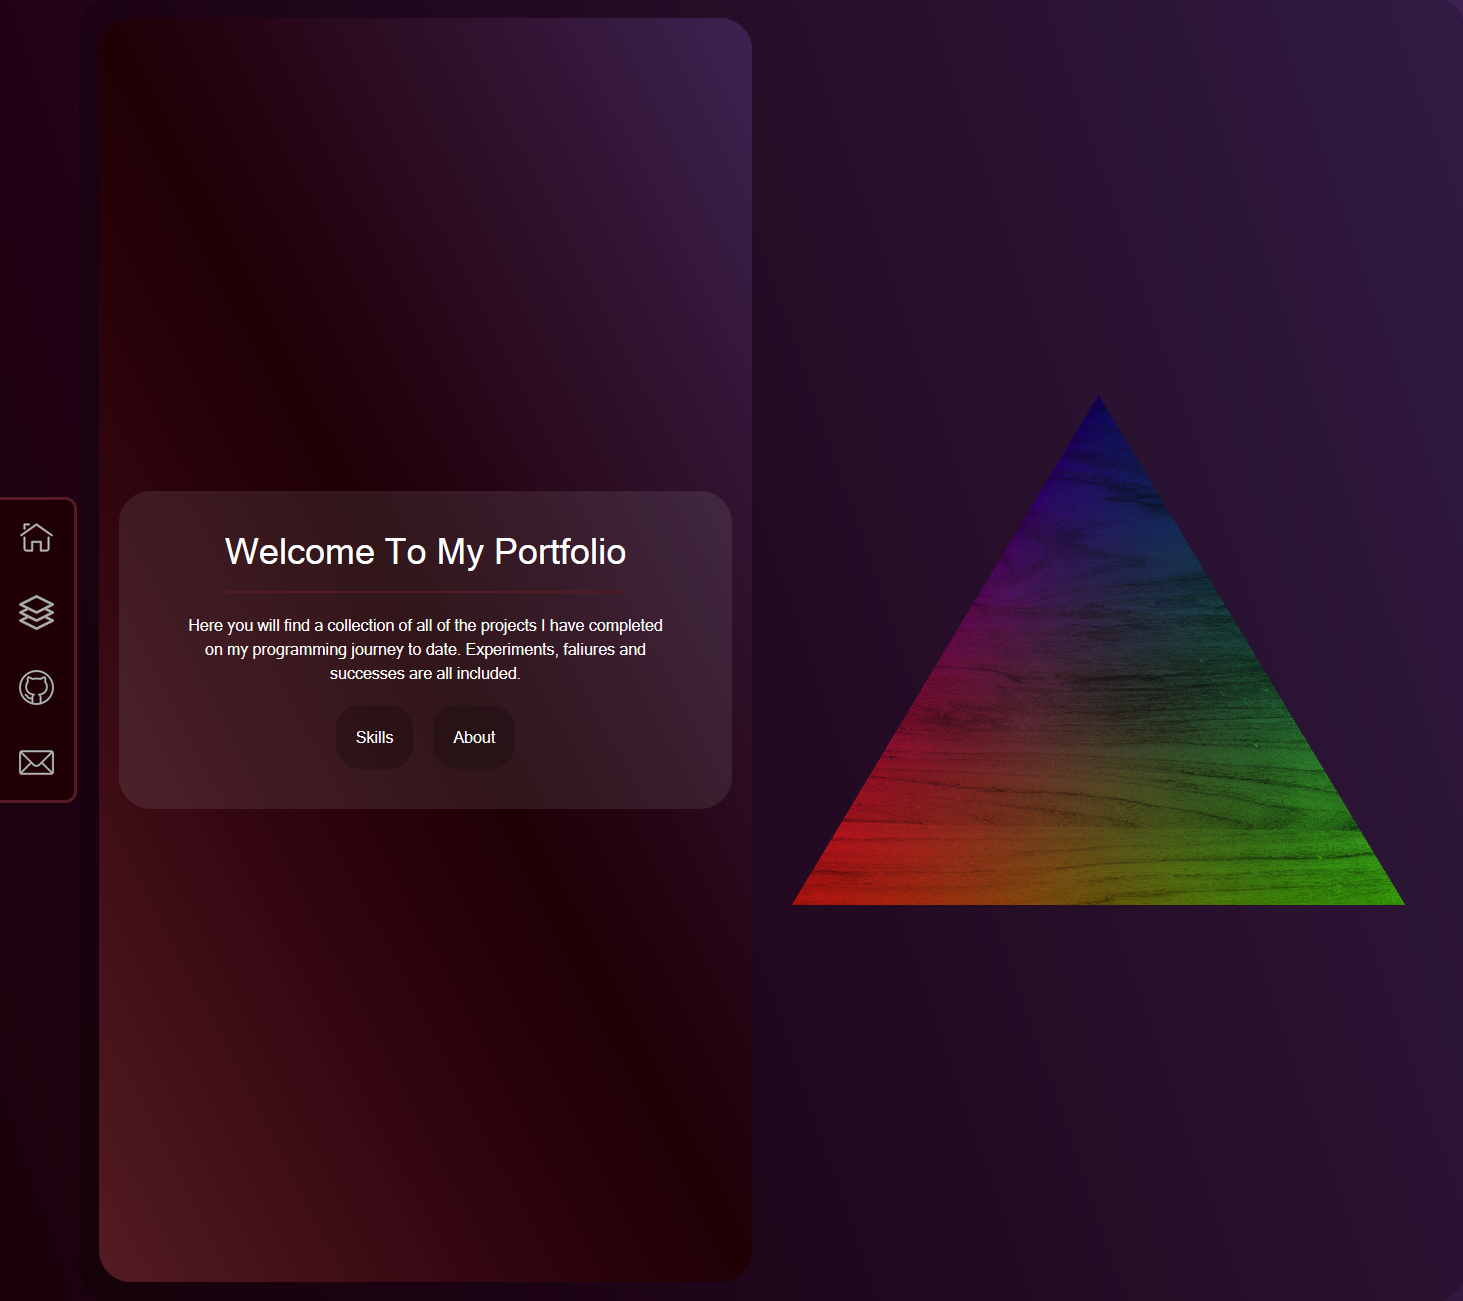 Welcome To My Portfolio
Here you will find a collection of all of the projects I have completed
on my programming journey to date. Experiments, faliures and
successes are all included.
Skills About